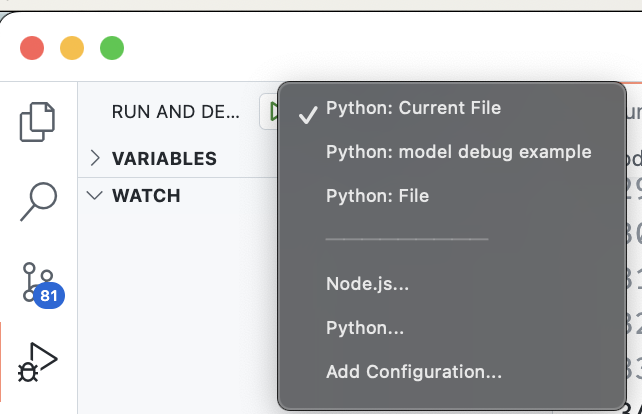 RUN AND DE...
VARIABLES
WATCH
81
Python: Current File
Python: model debug example
Python: File
Node.js...
Python...
Add Configuration...